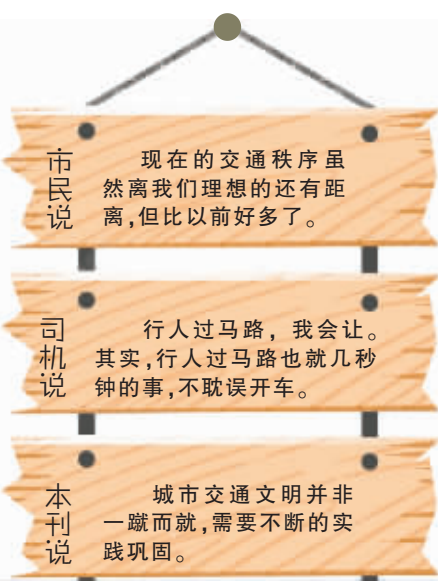 市民说
现在的交通秩序虽
然离我们理想的还有距
离,但比以前好多了。
司机说
行人过马路，我会让。
其实,行人过马路也就几秒
钟的事,不耽误开车。
本刊说
城市交通文明并非
一蹴而就,需要不断的实
践巩固。